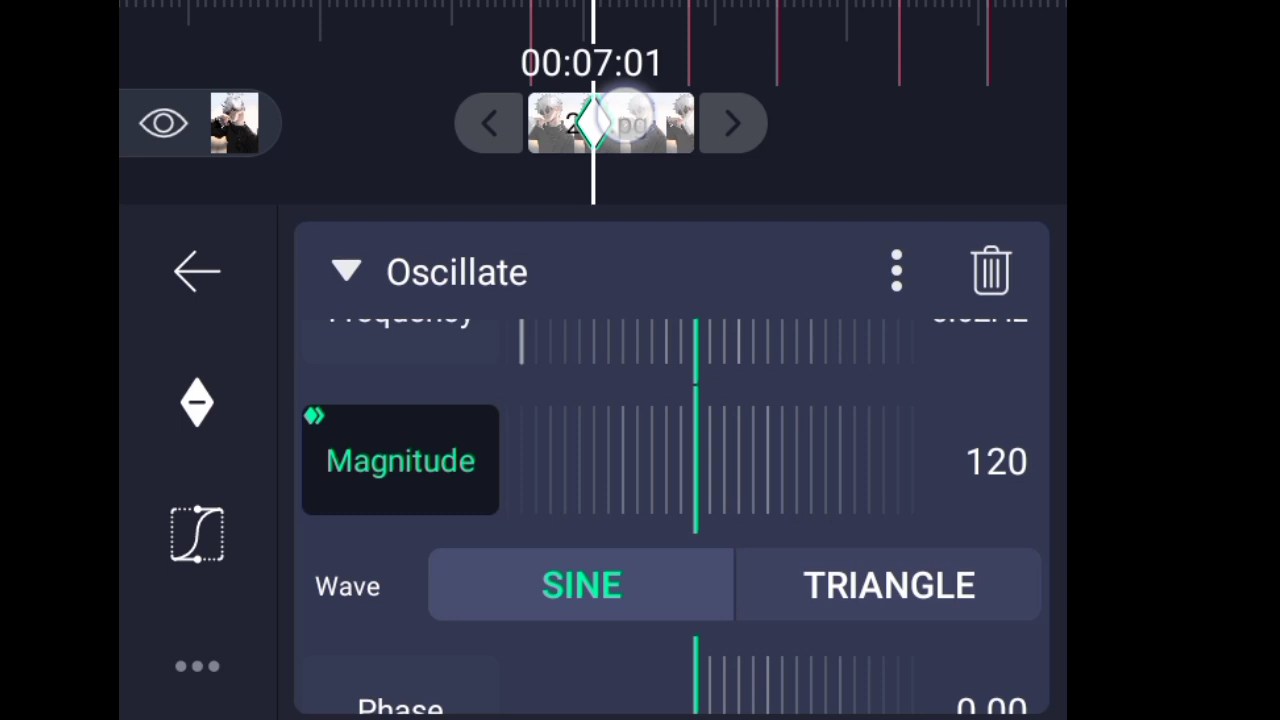 00:07:01
Oscillate
Frequency
Magnitude
120
Wave
SINE
TRIANGLE
Phase
0.00